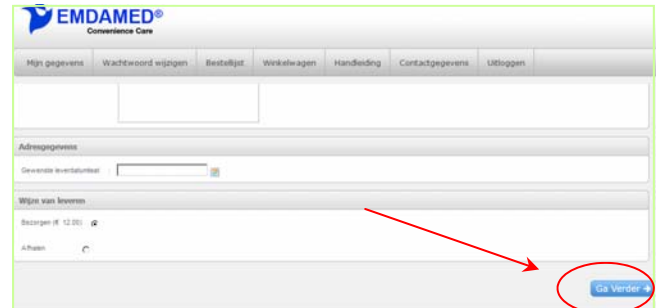 EMDAMED®
Convenience Care
Mijn gegevens Wachtwoord wijzigen Bestellijst Winkelwagen Handleiding Contactgegevens Uitloggen
Adresgegevens
Gewenste leverdatum :
Wijze van leveren
Bezorgen (€ 12.00)
Afhalen
Ga Verder